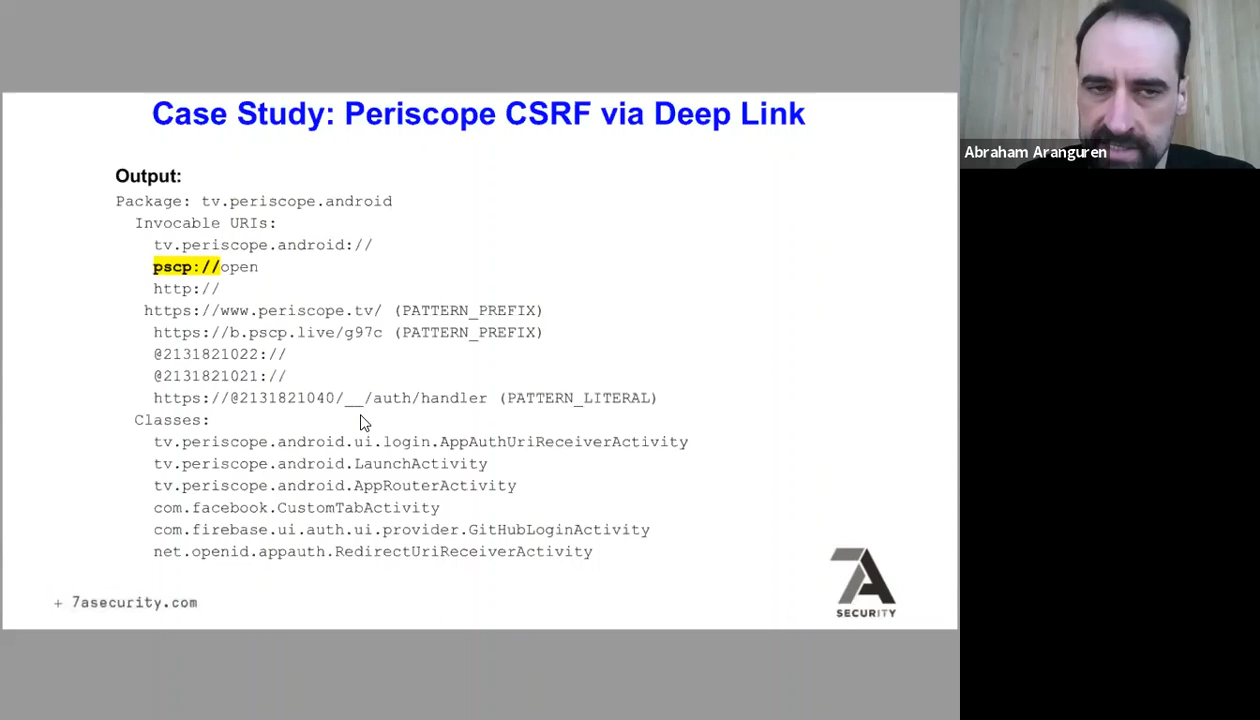 Case Study: Periscope CSRF via Deep Link
Output:
Package: tv.periscope.android
Invocable URIs:
tv.periscope.android://
pscp://open
http://
https://www.periscope.tv/ (PATTERN_PREFIX)
https://b.pscp.live/g97c (PATTERN_PREFIX)
@2131821022://
@2131821021://
https://@2131821040/__/auth/handler (PATTERN_LITERAL)
Classes:
tv.periscope.android.ui.login.AppAuthUriReceiverActivity
tv.periscope.android.LaunchActivity
tv.periscope.android.AppRouterActivity
com.facebook.CustomTabActivity
com.firebase.ui.auth.ui.provider.GitHubLoginActivity
net.openid.appauth.RedirectUriReceiverActivity
+ 7asecurity.com
7A
SECURITY
Abraham Aranguren